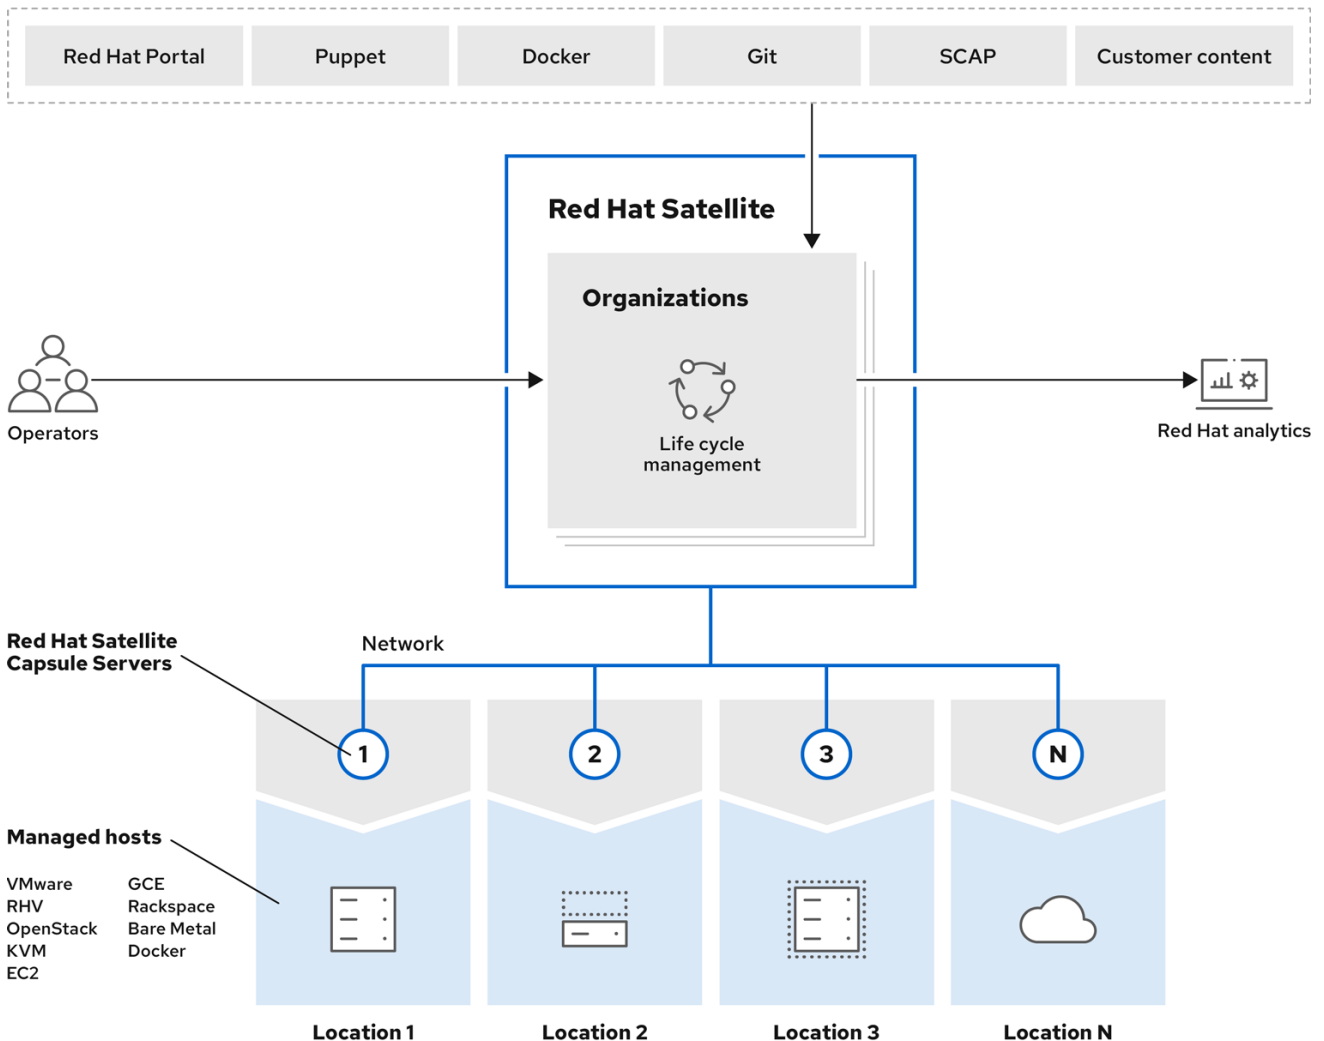 Red Hat Portal
Puppet
Docker
Git
SCAP
Customer content
Red Hat Satellite
Organizations
Life cycle
management
Operators
Red Hat analytics
Red Hat Satellite
Capsule Servers
Network
1
2
3
N
Managed hosts
VMware
RHV
OpenStack
KVM
EC2
GCE
Rackspace
Bare Metal
Docker
Location 1
Location 2
Location 3
Location N